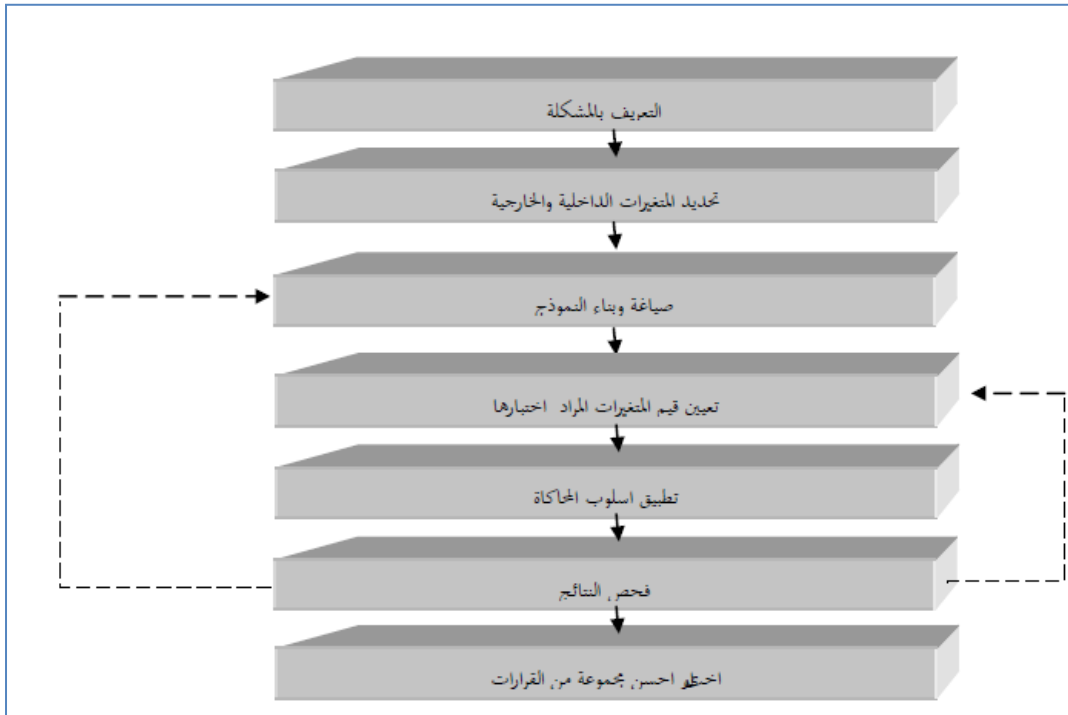 التعريف بالمشكلة
تحديد المتغيرات الداخلية والخارجية
صياغة وبناء النموذج
تعيين قيم المتغيرات المراد اختبارها
تطبيق اسلوب المحاكاة
فحص النتائج
احسن مجموعة من القرارات